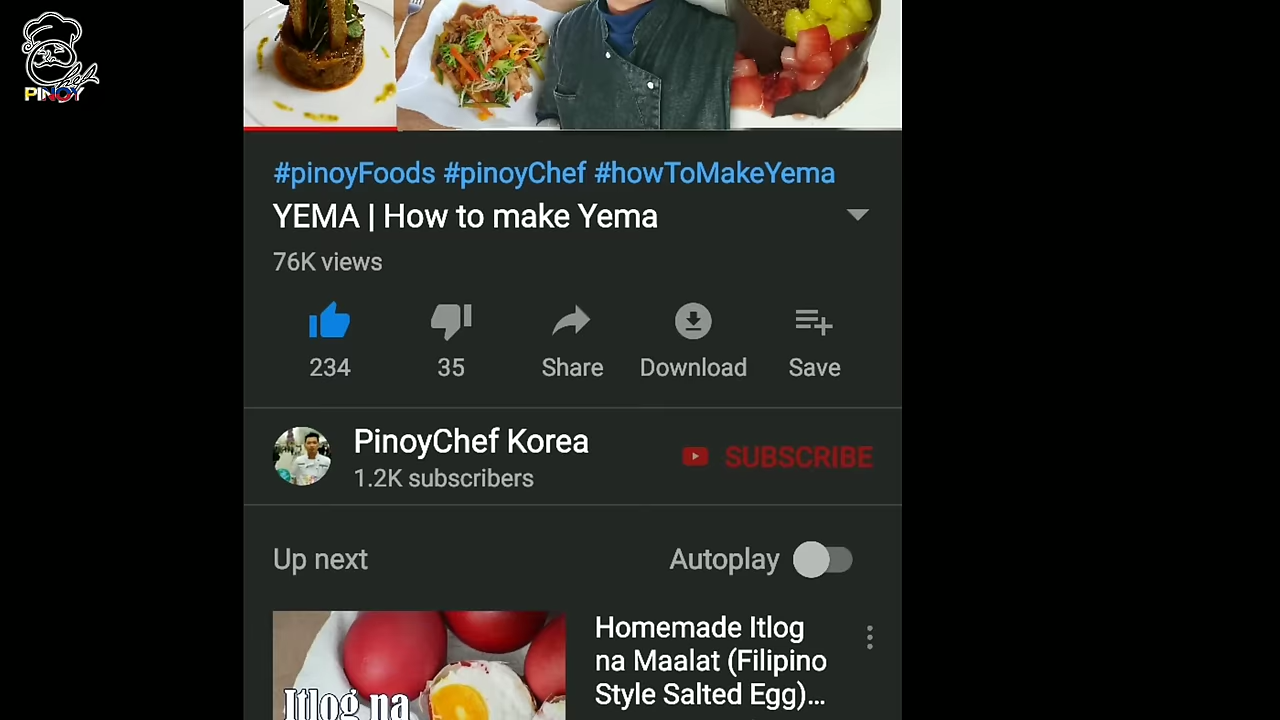 PINOY
#pinoyFoods #pinoyChef #howToMakeYema
YEMA | How to make Yema
76K views
234
35
Share
Download
Save
PinoyChef Korea
1.2K subscribers
SUBSCRIBE
Up next
Autoplay
Homemade Itlog
na Maalat (Filipino
Style Salted Egg)...
Itlog na